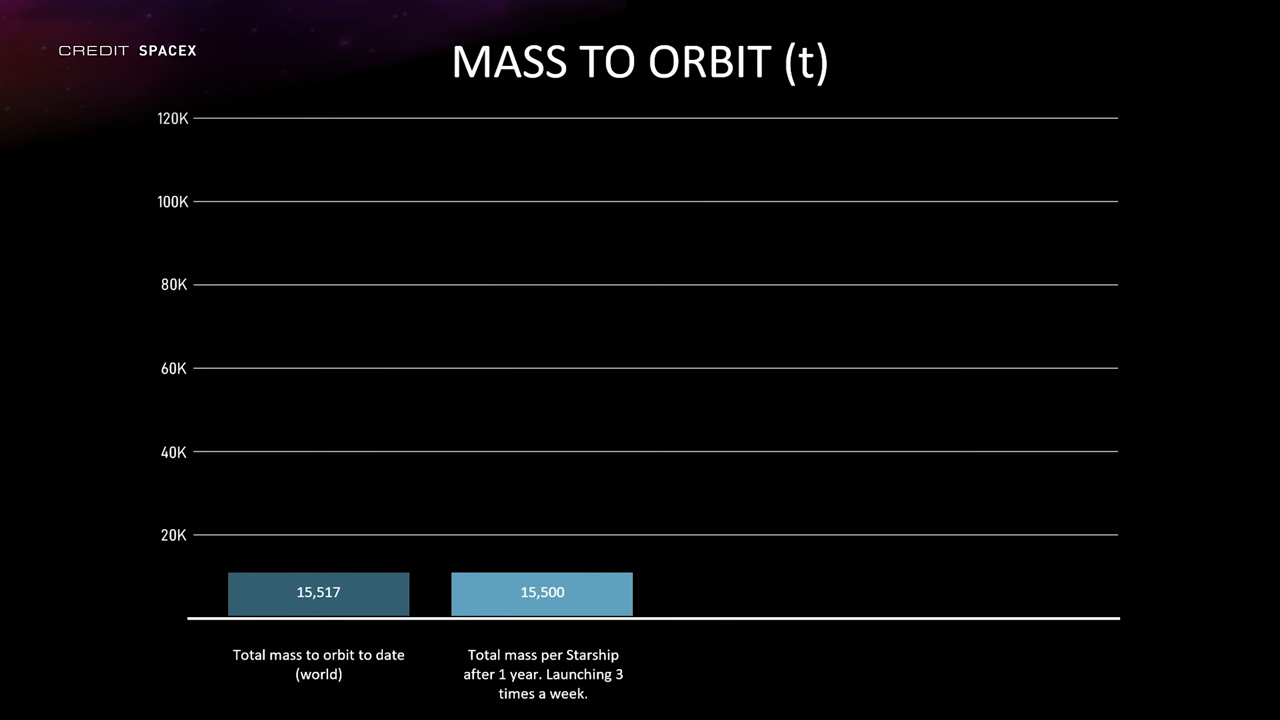 CREDIT SPACEX
MASS TO ORBIT (t)
120K
100K
80K
60K
40K
20K
15,517
15,500
Total mass to orbit to date
(world)
Total mass per Starship
after 1 year. Launching 3
times a week.